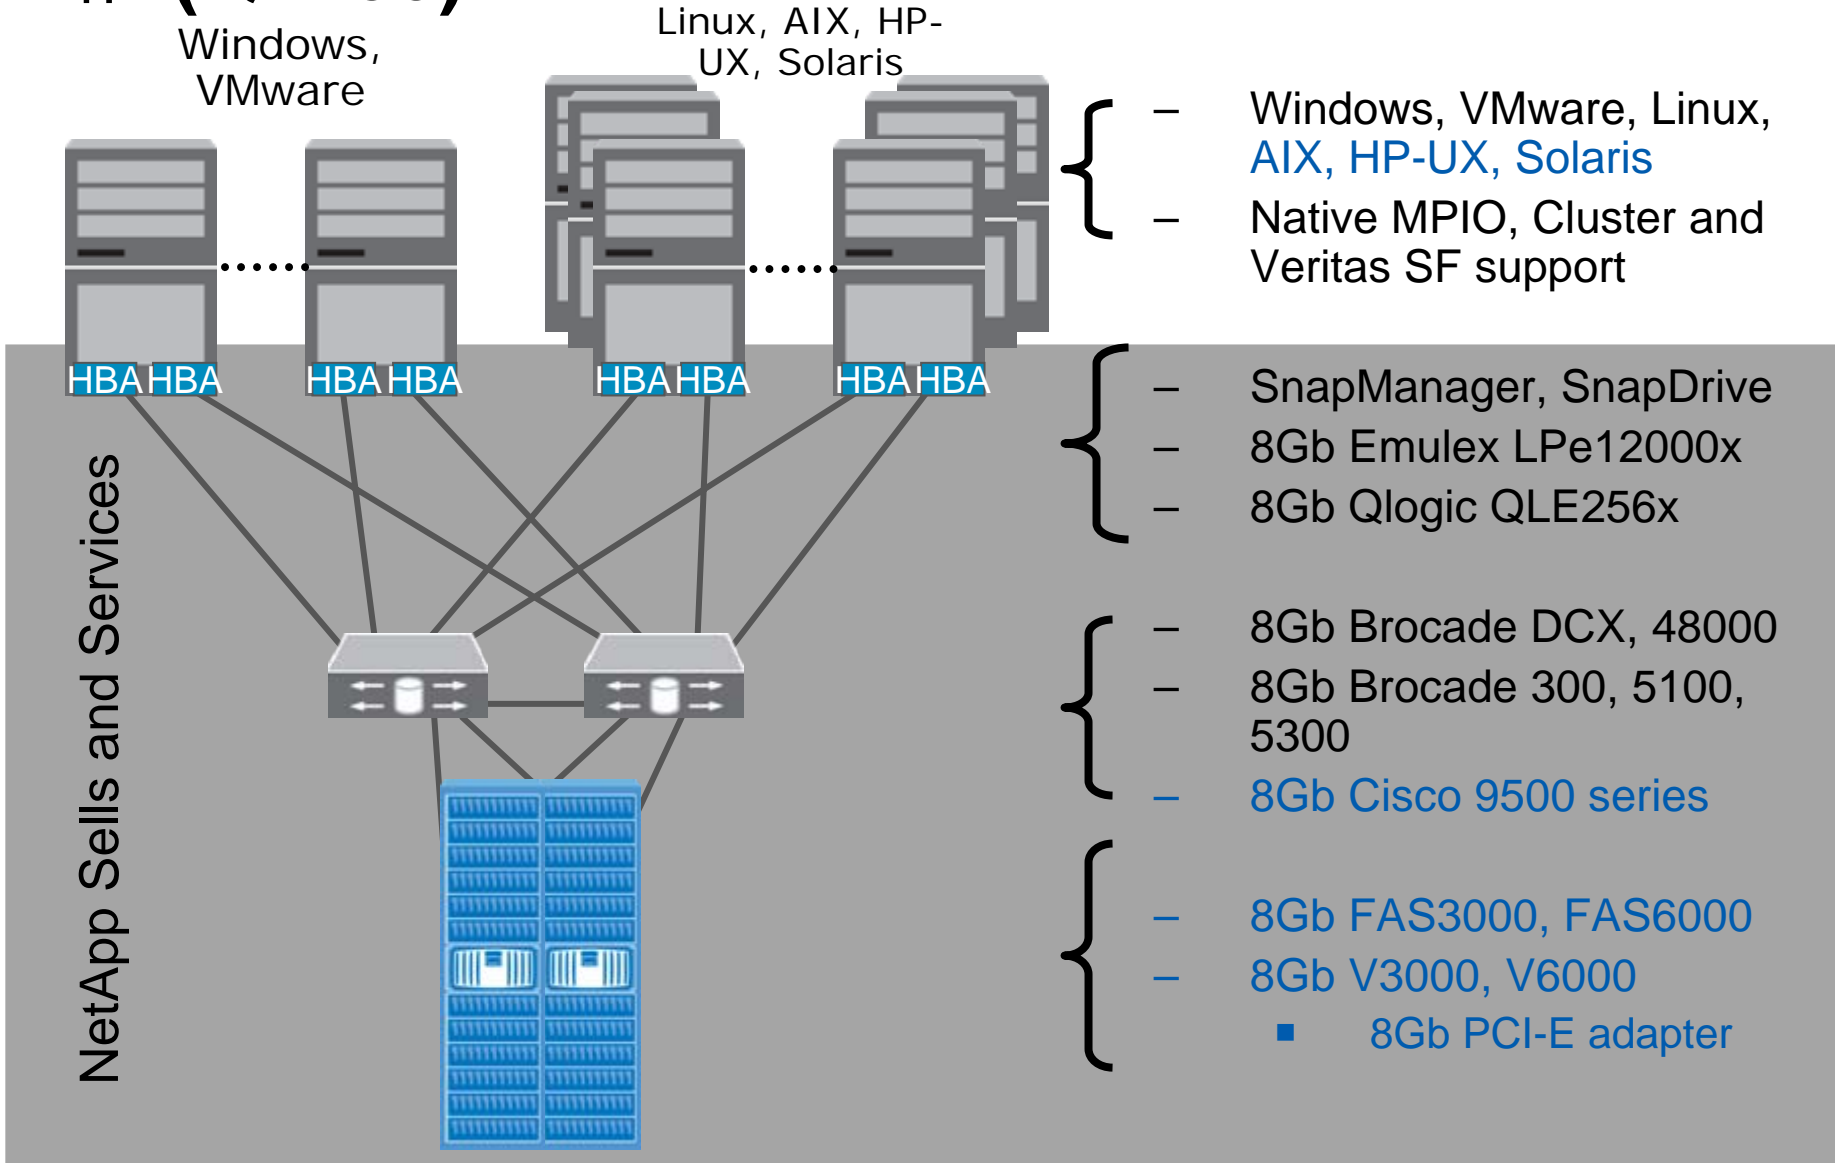 Windows,
VMware
Linux, AIX, HP-
UX, Solaris
– Windows, VMware, Linux,
AIX, HP-UX, Solaris
– Native MPIO, Cluster and
Veritas SF support
HBA HBA HBA HBA HBA HBA HBA HBA
NetApp Sells and Services
– SnapManager, SnapDrive
– 8Gb Emulex LPe12000x
– 8Gb Qlogic QLE256x
– 8Gb Brocade DCX, 48000
– 8Gb Brocade 300, 5100,
5300
– 8Gb Cisco 9500 series
– 8Gb FAS3000, FAS6000
– 8Gb V3000, V6000
▪ 8Gb PCI-E adapter